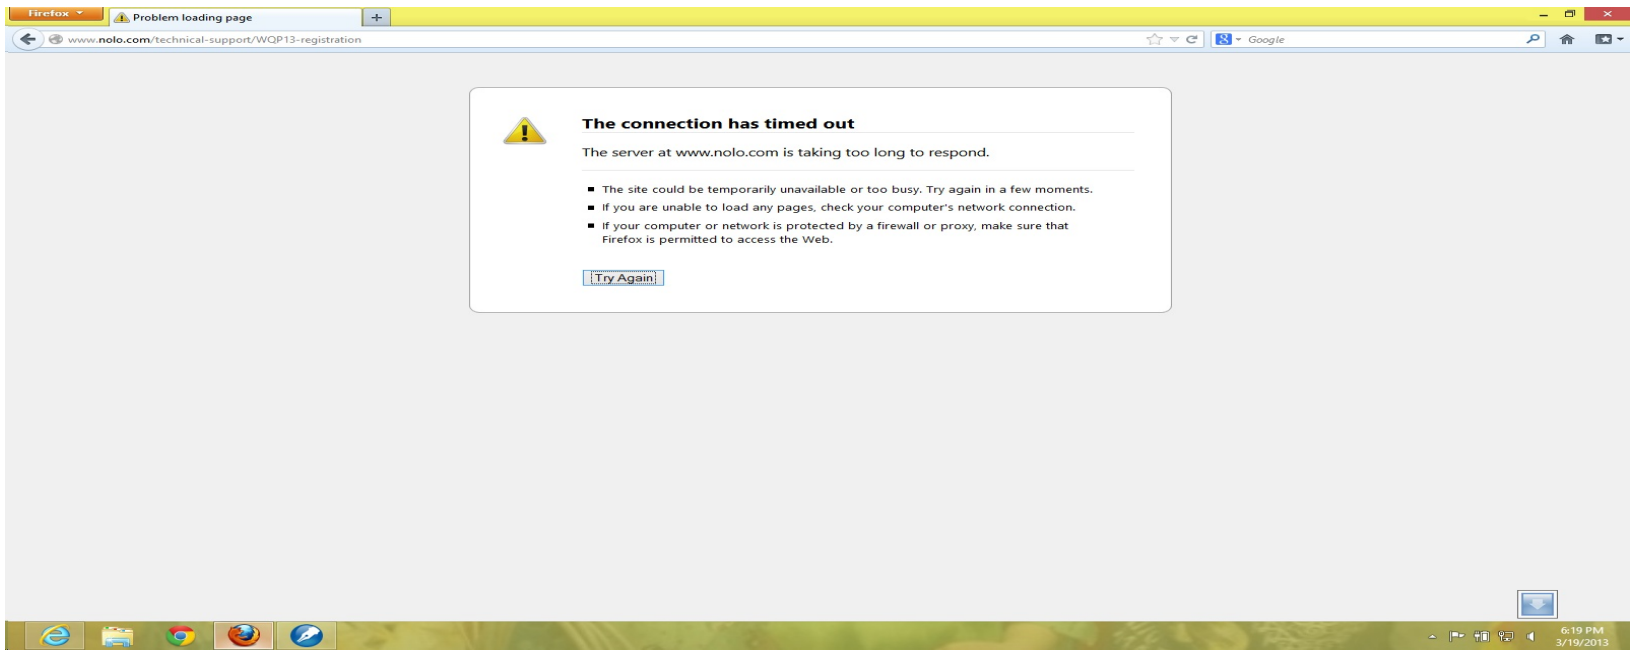 Firefox
Problem loading page
www.nolo.com/technical-support/WQP13-registration
Google
The connection has timed out
The server at www.nolo.com is taking too long to respond.
The site could be temporarily unavailable or too busy. Try again in a few moments.
If you are unable to load any pages, check your computer's network connection.
If your computer or network is protected by a firewall or proxy, make sure that
Firefox is permitted to access the Web.
Try Again
6:19 PM
3/19/2013